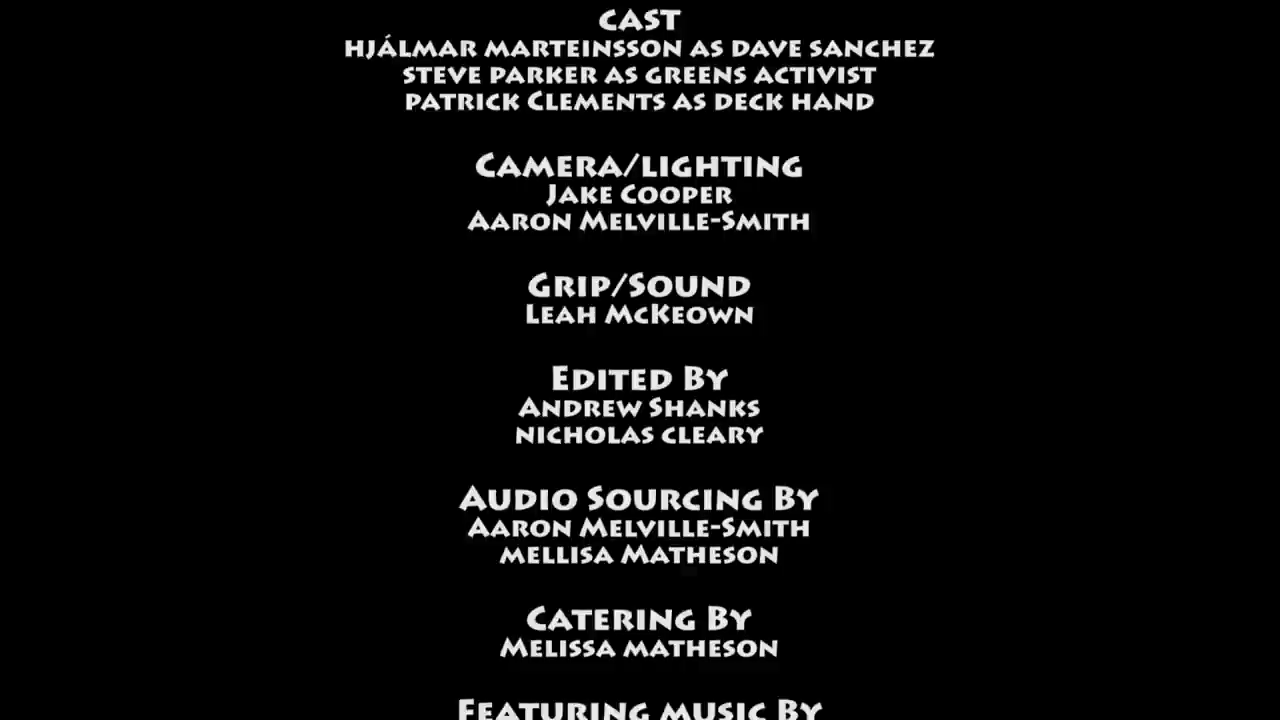 CAST
HJÁLMAR MARTEINSSON AS DAVE SANCHEZ
STEVE PARKER AS GREENS ACTIVIST
PATRICK CLEMENTS AS DECK HAND
CAMERA/LIGHTING
JAKE COOPER
AARON MELVILLE-SMITH
GRIP/SOUND
LEAH MCKEOWN
EDITED BY
ANDREW SHANKS
NICHOLAS CLEARY
AUDIO SOURCING BY
AARON MELVILLE-SMITH
MELLISA MATHESON
CATERING BY
MELISSA MATHESON
FEATURING MUSIC BY